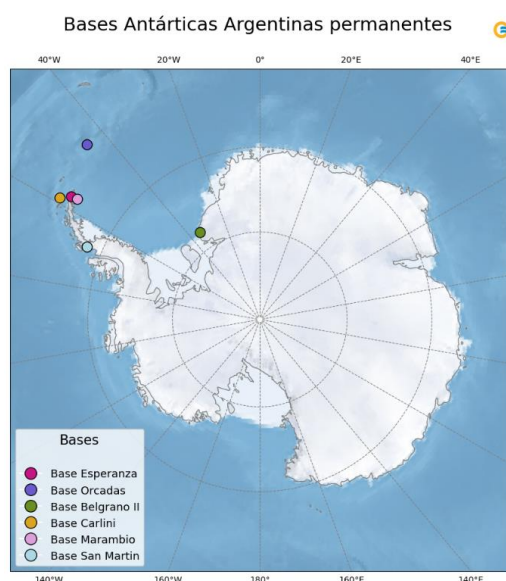 Bases Antárticas Argentinas permanentes
40°W 20°W 0° 20°E 40°E
Bases
Base Esperanza
Base Orcadas
Base Belgrano II
Base Carlini
Base Marambio
Base San Martin
140°W 160°W 180° 160°E 140°E